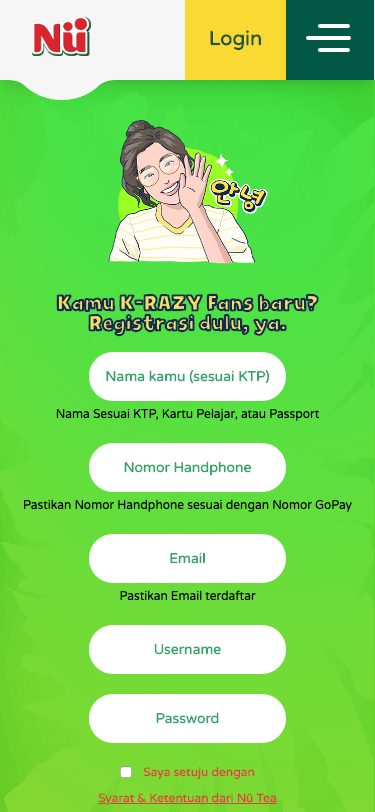 Nü
Login
안녕
Kamu K-RAZY Fans baru?
Registrasi dulu, ya.
Nama kamu (sesuai KTP)
Nama Sesuai KTP, Kartu Pelajar, atau Passport
Nomor Handphone
Pastikan Nomor Handphone sesuai dengan Nomor GoPay
Email
Pastikan Email terdaftar
Username
Password
Saya setuju dengan
Syarat & Ketentuan dari Nü Tea